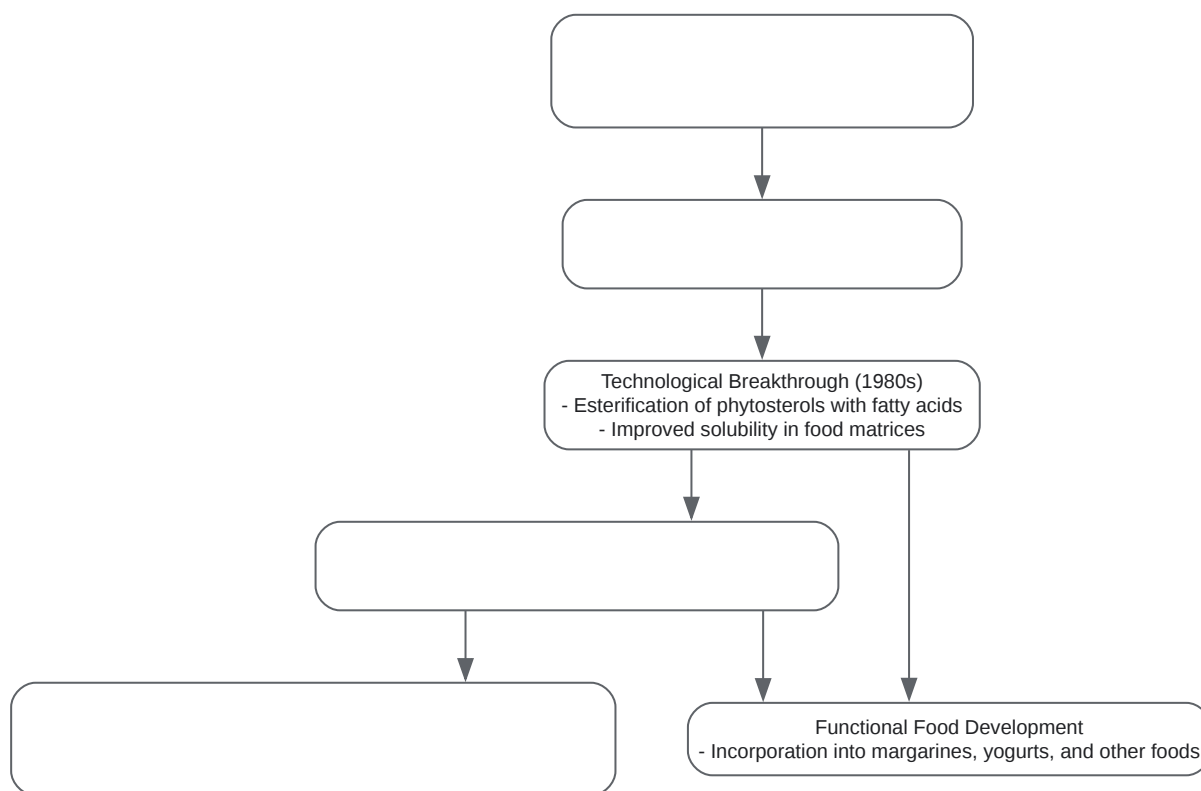 Technological Breakthrough (1980s)
- Esterification of phytosterols with fatty acids
- Improved solubility in food matrices
Functional Food Development
- Incorporation into margarines, yogurts, and other foods